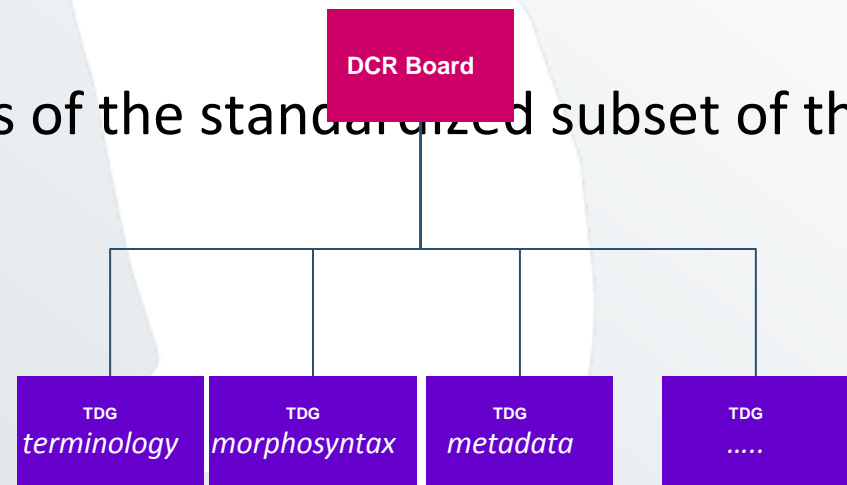 DCR Board
s of the standardized subset of th
TDG
terminology
TDG
morphosyntax
TDG
metadata
TDG
.....